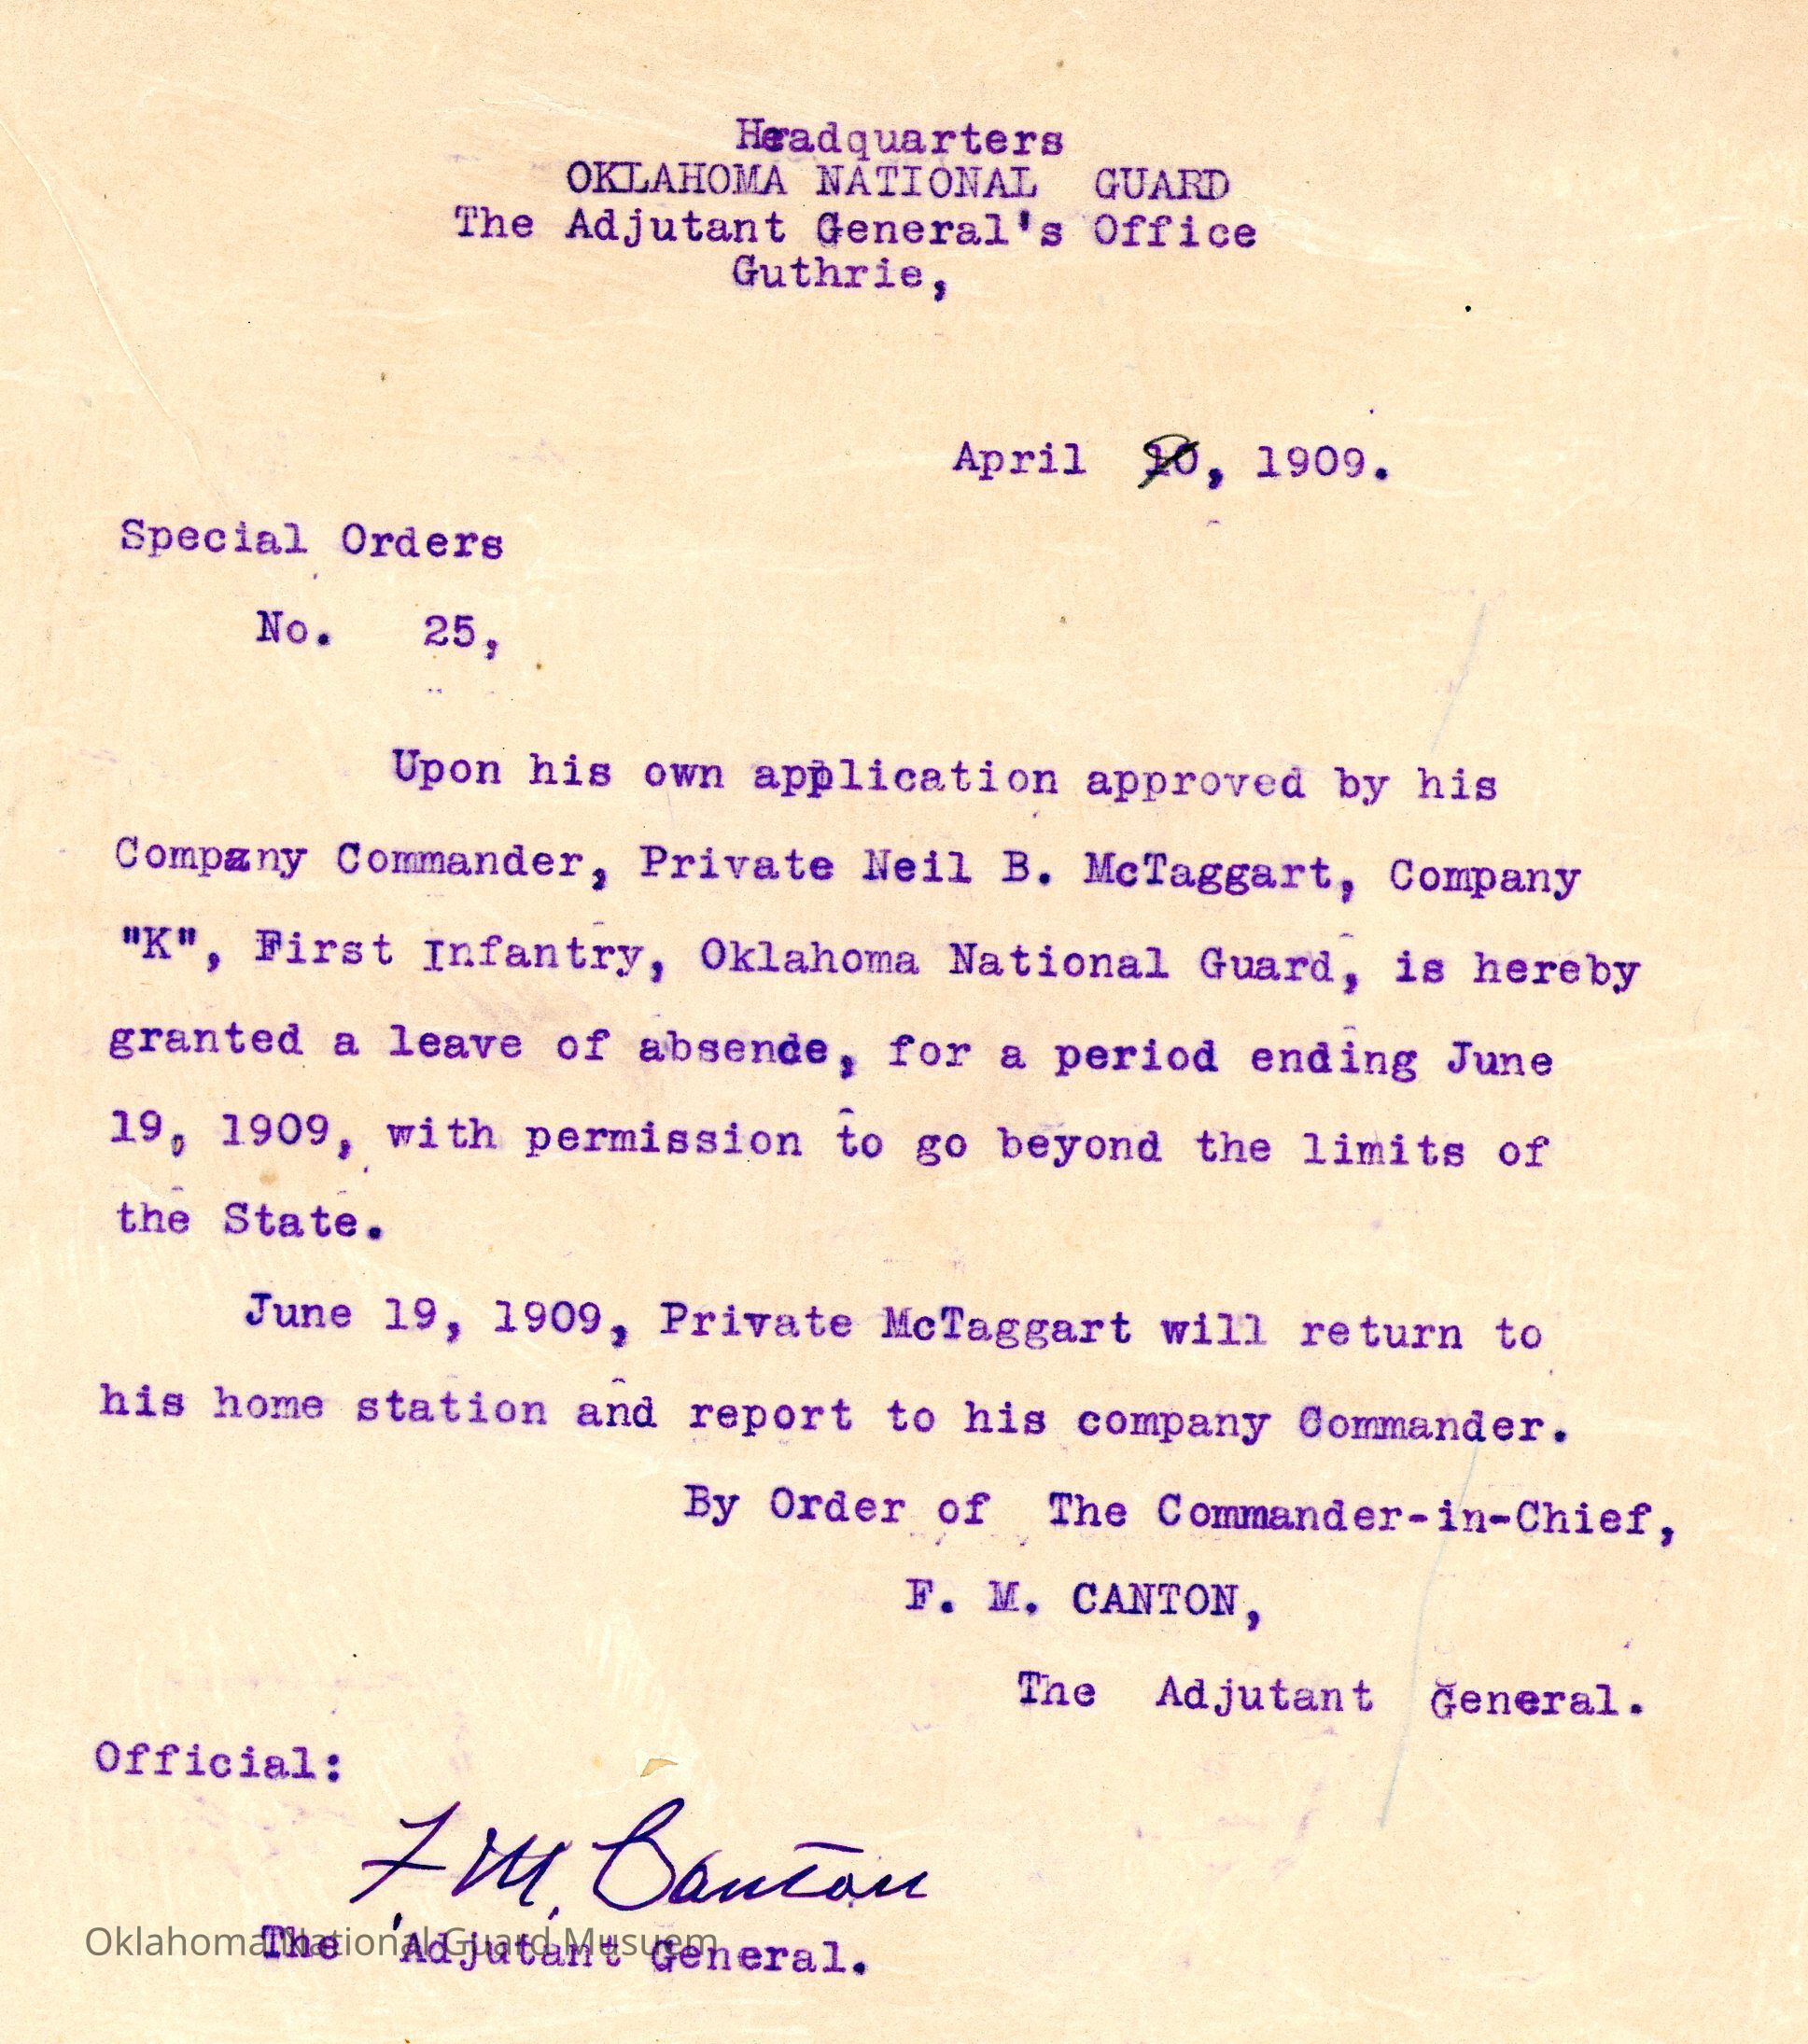 Headquarters
OKLAHOMA NATIONAL GUARD
The Adjutant General's Office
Guthrie,
April 9, 1909.
Special Orders
No. 25,
Upon his own application approved by his
Company Commander, Private Neil B. McTaggart, Company
"K", First Infantry, Oklahoma National Guard, is hereby
granted a leave of absende, for a period ending June
19, 1909, with permission to go beyond the limits of
the State.
June 19, 1909, Private McTaggart will return to
his home station and report to his company Commander.
By Order of The Commander-in-Chief,
F. M. CANTON,
The Adjutant General.
Official:
F M. Canton
The Adjutant General.
Oklahoma National Guard Musuem